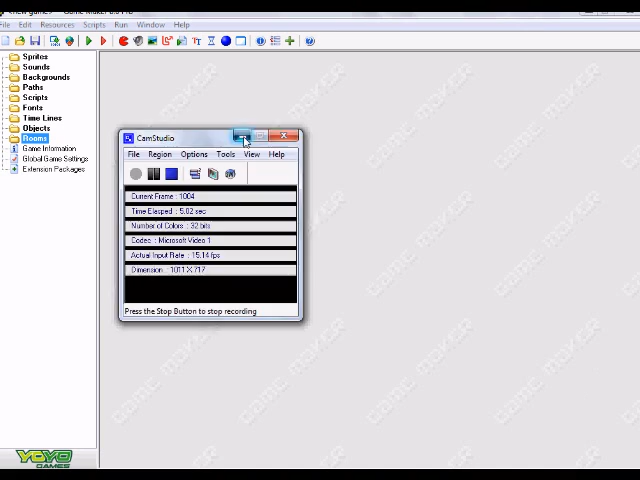 File Edit Resources Scripts Run Window Help
Sprites
Sounds
Backgrounds
Paths
Scripts
Fonts
Time Lines
Objects
Rooms
Game Information
Global Game Settings
Extension Packages
CamStudio
File Region Options Tools View Help
Current Frame : 1004
Time Elapsed : 5.02 sec
Number of Colors : 32 bits
Codec : Microsoft Video 1
Actual Input Rate : 15.14 fps
Dimension : 1011 X 717
Press the Stop Button to stop recording
GAME MAKER
YOYO
GAMES